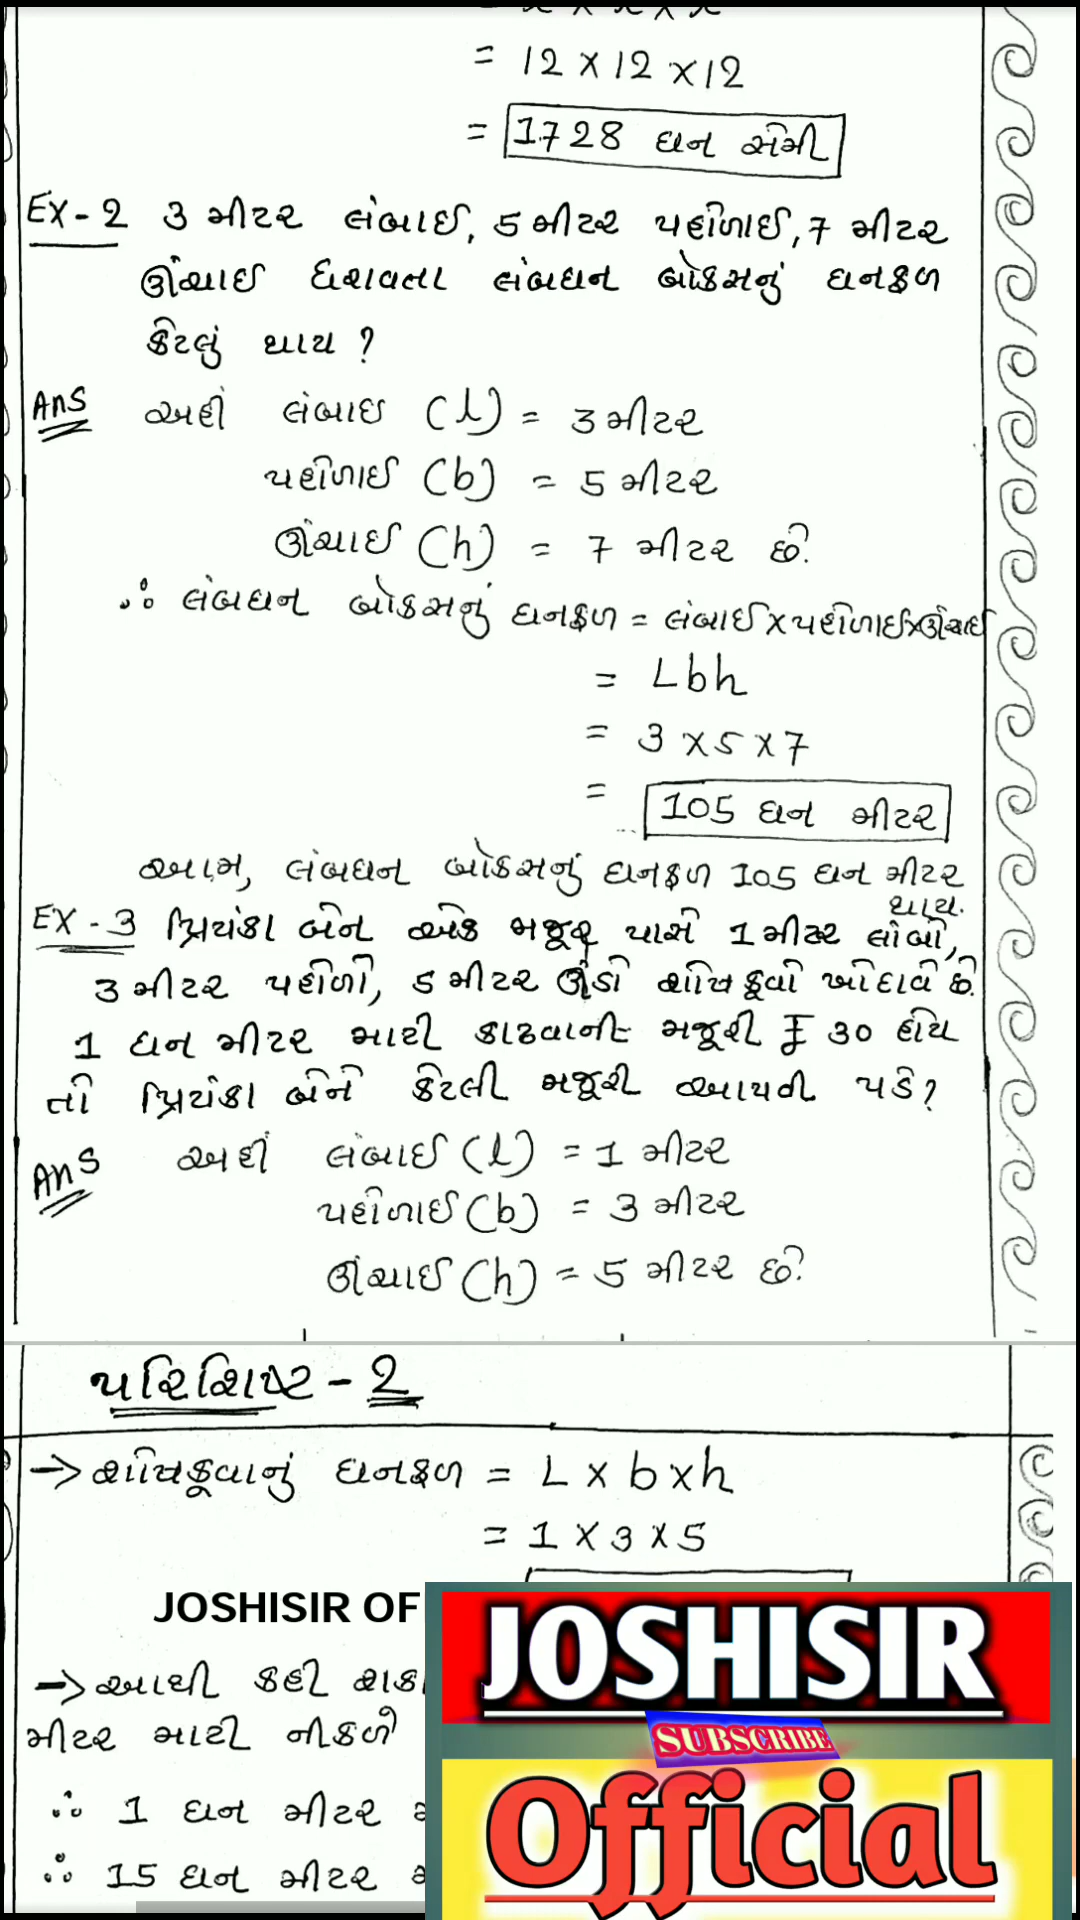 = 12 × 12 × 12
= 1728 ઘન સેમી
EX - 2 3 મીટર લંબાઈ, 5 મીટર પહોળાઈ, 7 મીટર
ઊંચાઈ ધરાવતા લંબઘન બોક્સનું ઘનફળ
કેટલું થાય ?
Ans અહીં લંબાઇ (l) = 3 મીટર
પહોળાઈ (b) = 5 મીટર
ઊંચાઈ (h) = 7 મીટર છે.
∴ લંબઘન બોક્સનું ઘનફળ = લંબાઈ × પહોળાઈ × ઊંચાઈ
= Lbh
= 3 × 5 × 7
= 105 ઘન મીટર
આમ, લંબઘન બોક્સનું ઘનફળ 105 ઘન મીટર
થાય.
EX - 3 પ્રિયંકા બેન એક મજૂર પાસે 1 મીટર લાંબો,
3 મીટર પહોળો, 5 મીટર ઊંડો શોષકૂવો ખોદાવે છે.
1 ઘન મીટર માટી કાઢવાની મજૂરી ₹ 30 હોય
તો પ્રિયંકા બેને કેટલી મજૂરી આપવી પડે?
Ans અહીં લંબાઈ (l) = 1 મીટર
પહોળાઈ (b) = 3 મીટર
ઊંચાઈ (h) = 5 મીટર છે.
પરિશિષ્ટ - 2
→ શોષકૂવાનું ઘનફળ = L × b × h
= 1 × 3 × 5
JOSHISIR OF
→ આથી કહી શકા
મીટર માટી નીકળે
∴ 1 ઘન મીટર
∴ 15 ઘન મીટર
JOSHISIR
SUBSCRIBE
Official